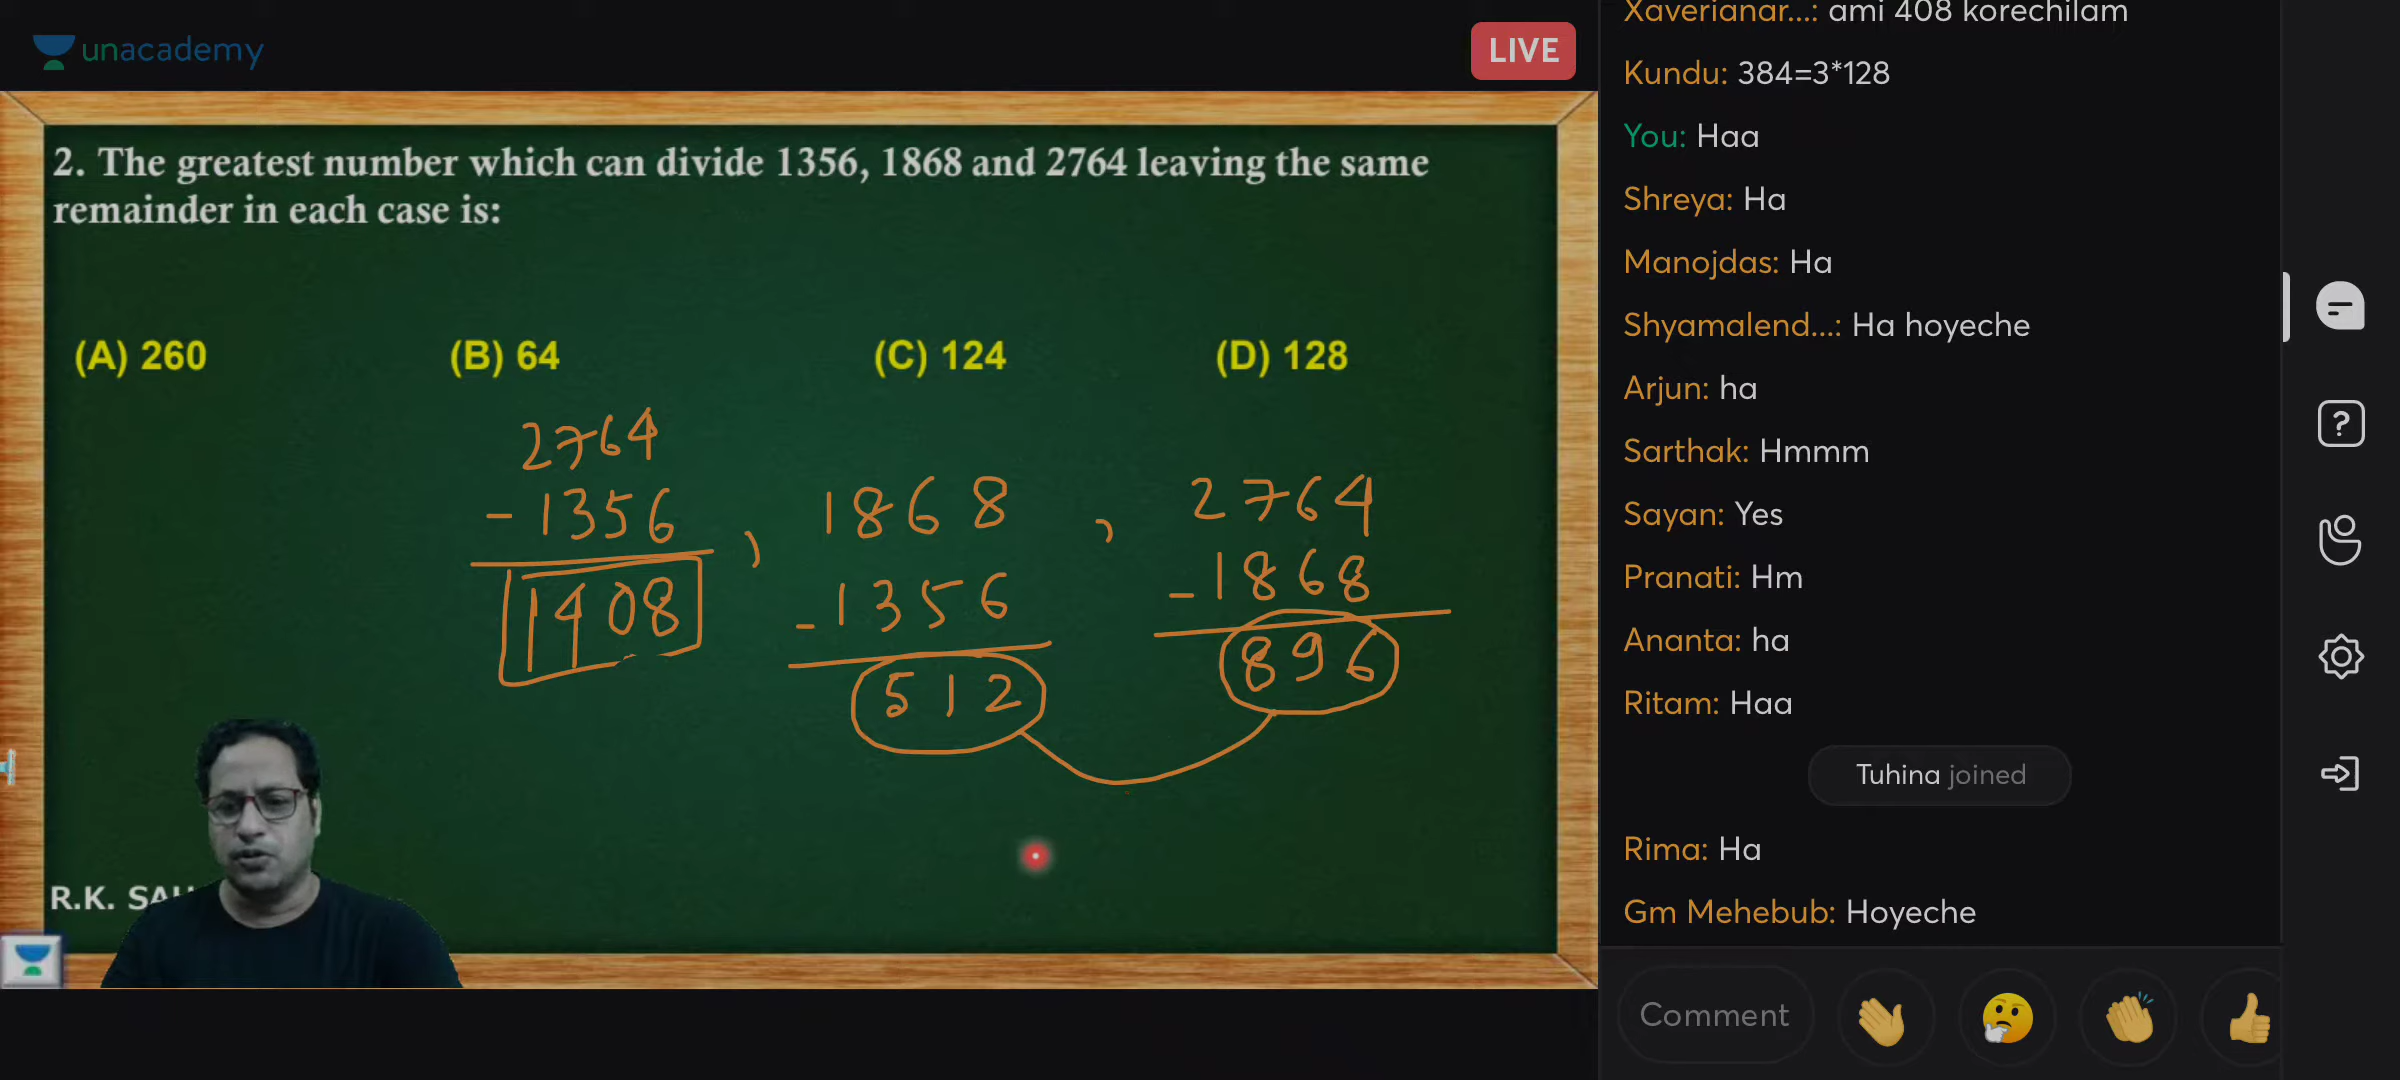 unacademy
LIVE
2. The greatest number which can divide 1356, 1868 and 2764 leaving the same
remainder in each case is:
(A) 260 (B) 64 (C) 124 (D) 128
2764
- 1356
1408
,
1868
- 1356
512
,
2764
- 1868
896
R.K.
Xaverianar...: ami 408 korechilam
Kundu: 384=3*128
You: Haa
Shreya: Ha
Manojdas: Ha
Shyamalend...: Ha hoyeche
Arjun: ha
Sarthak: Hmmm
Sayan: Yes
Pranati: Hm
Ananta: ha
Ritam: Haa
Tuhina joined
Rima: Ha
Gm Mehebub: Hoyeche
Comment
?